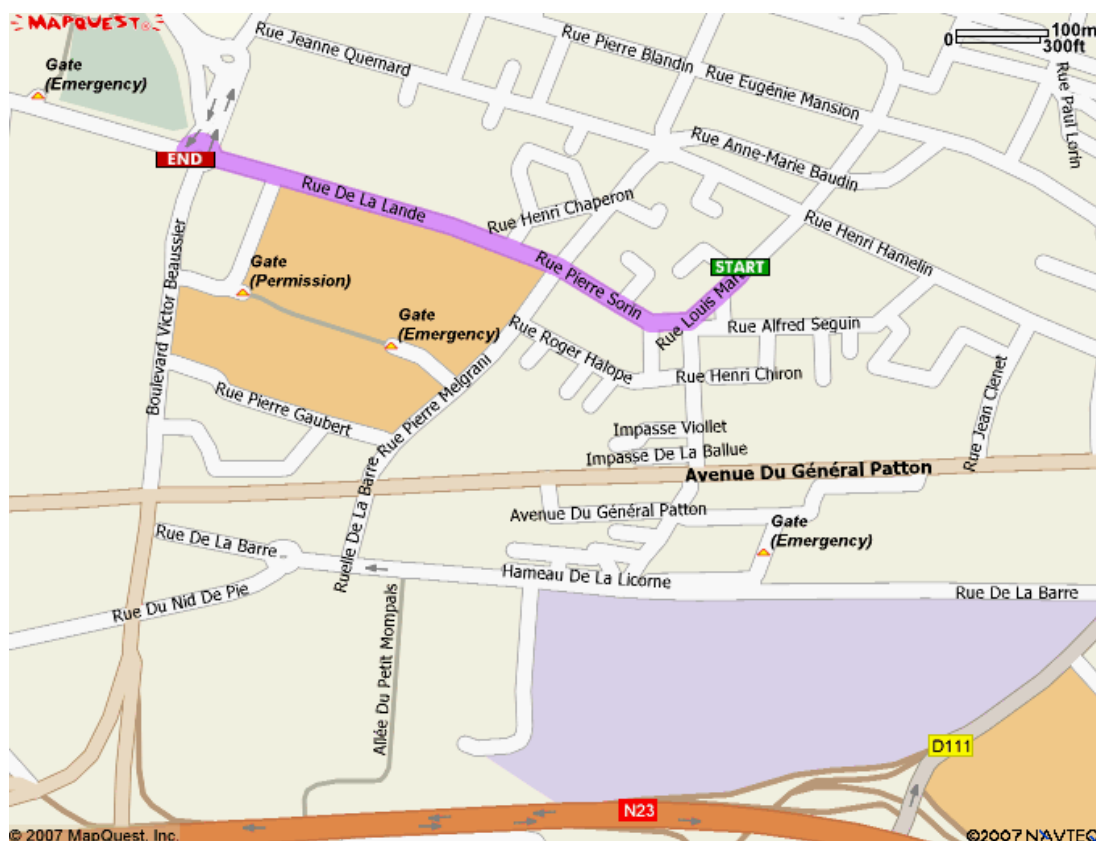 MAPQUEST
100m
0
300ft
Rue Jeanne Quemard
Rue Pierre Blandin
Rue Eugénie Mansion
Rue Paul Lorin
Gate
(Emergency)
Rue Anne-Marie Baudin
END
Rue De La Lande
Rue Henri Chaperon
Rue Henri Hamelin
Boulevard Victor Beaussier
Gate
(Permission)
Rue Pierre Sorin
START
Rue Louis
Gate
(Emergency)
Rue Roger Halope
Rue Alfred Seguin
Rue Henri Chiron
Rue Jean Clenet
Rue Pierre Melgrani
Rue Pierre Gaubert
Impasse Viollet
Impasse De La Ballue
Avenue Du Général Patton
Avenue Du Général Patton
Gate
(Emergency)
Rue De La Barre
Ruelle De La Barre
Hameau De La Licorne
Rue De La Barre
Rue Du Nid De Pie
Allée Du Petit Mompals
D111
N23
© 2007 MapQuest, Inc.
©2007 NAVTEQ